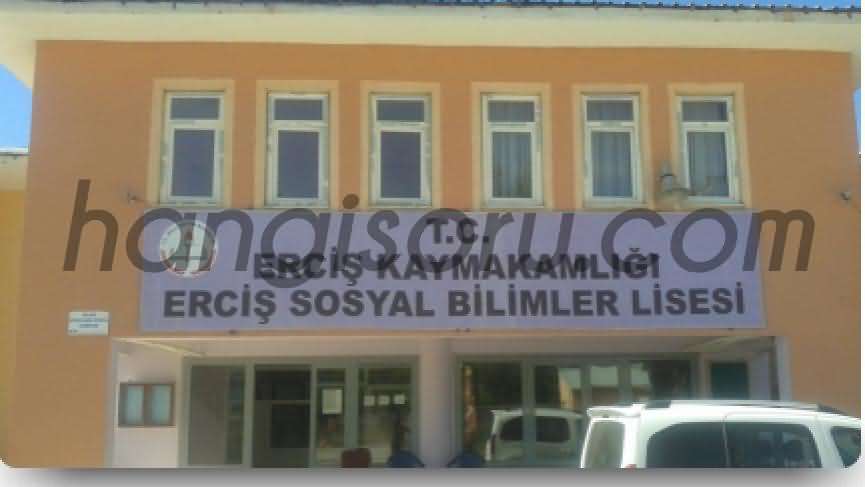 T.C.
ERCİŞ KAYMAKAMLIĞI
ERCİŞ SOSYAL BİLİMLER LİSESİ
hangisoru.com